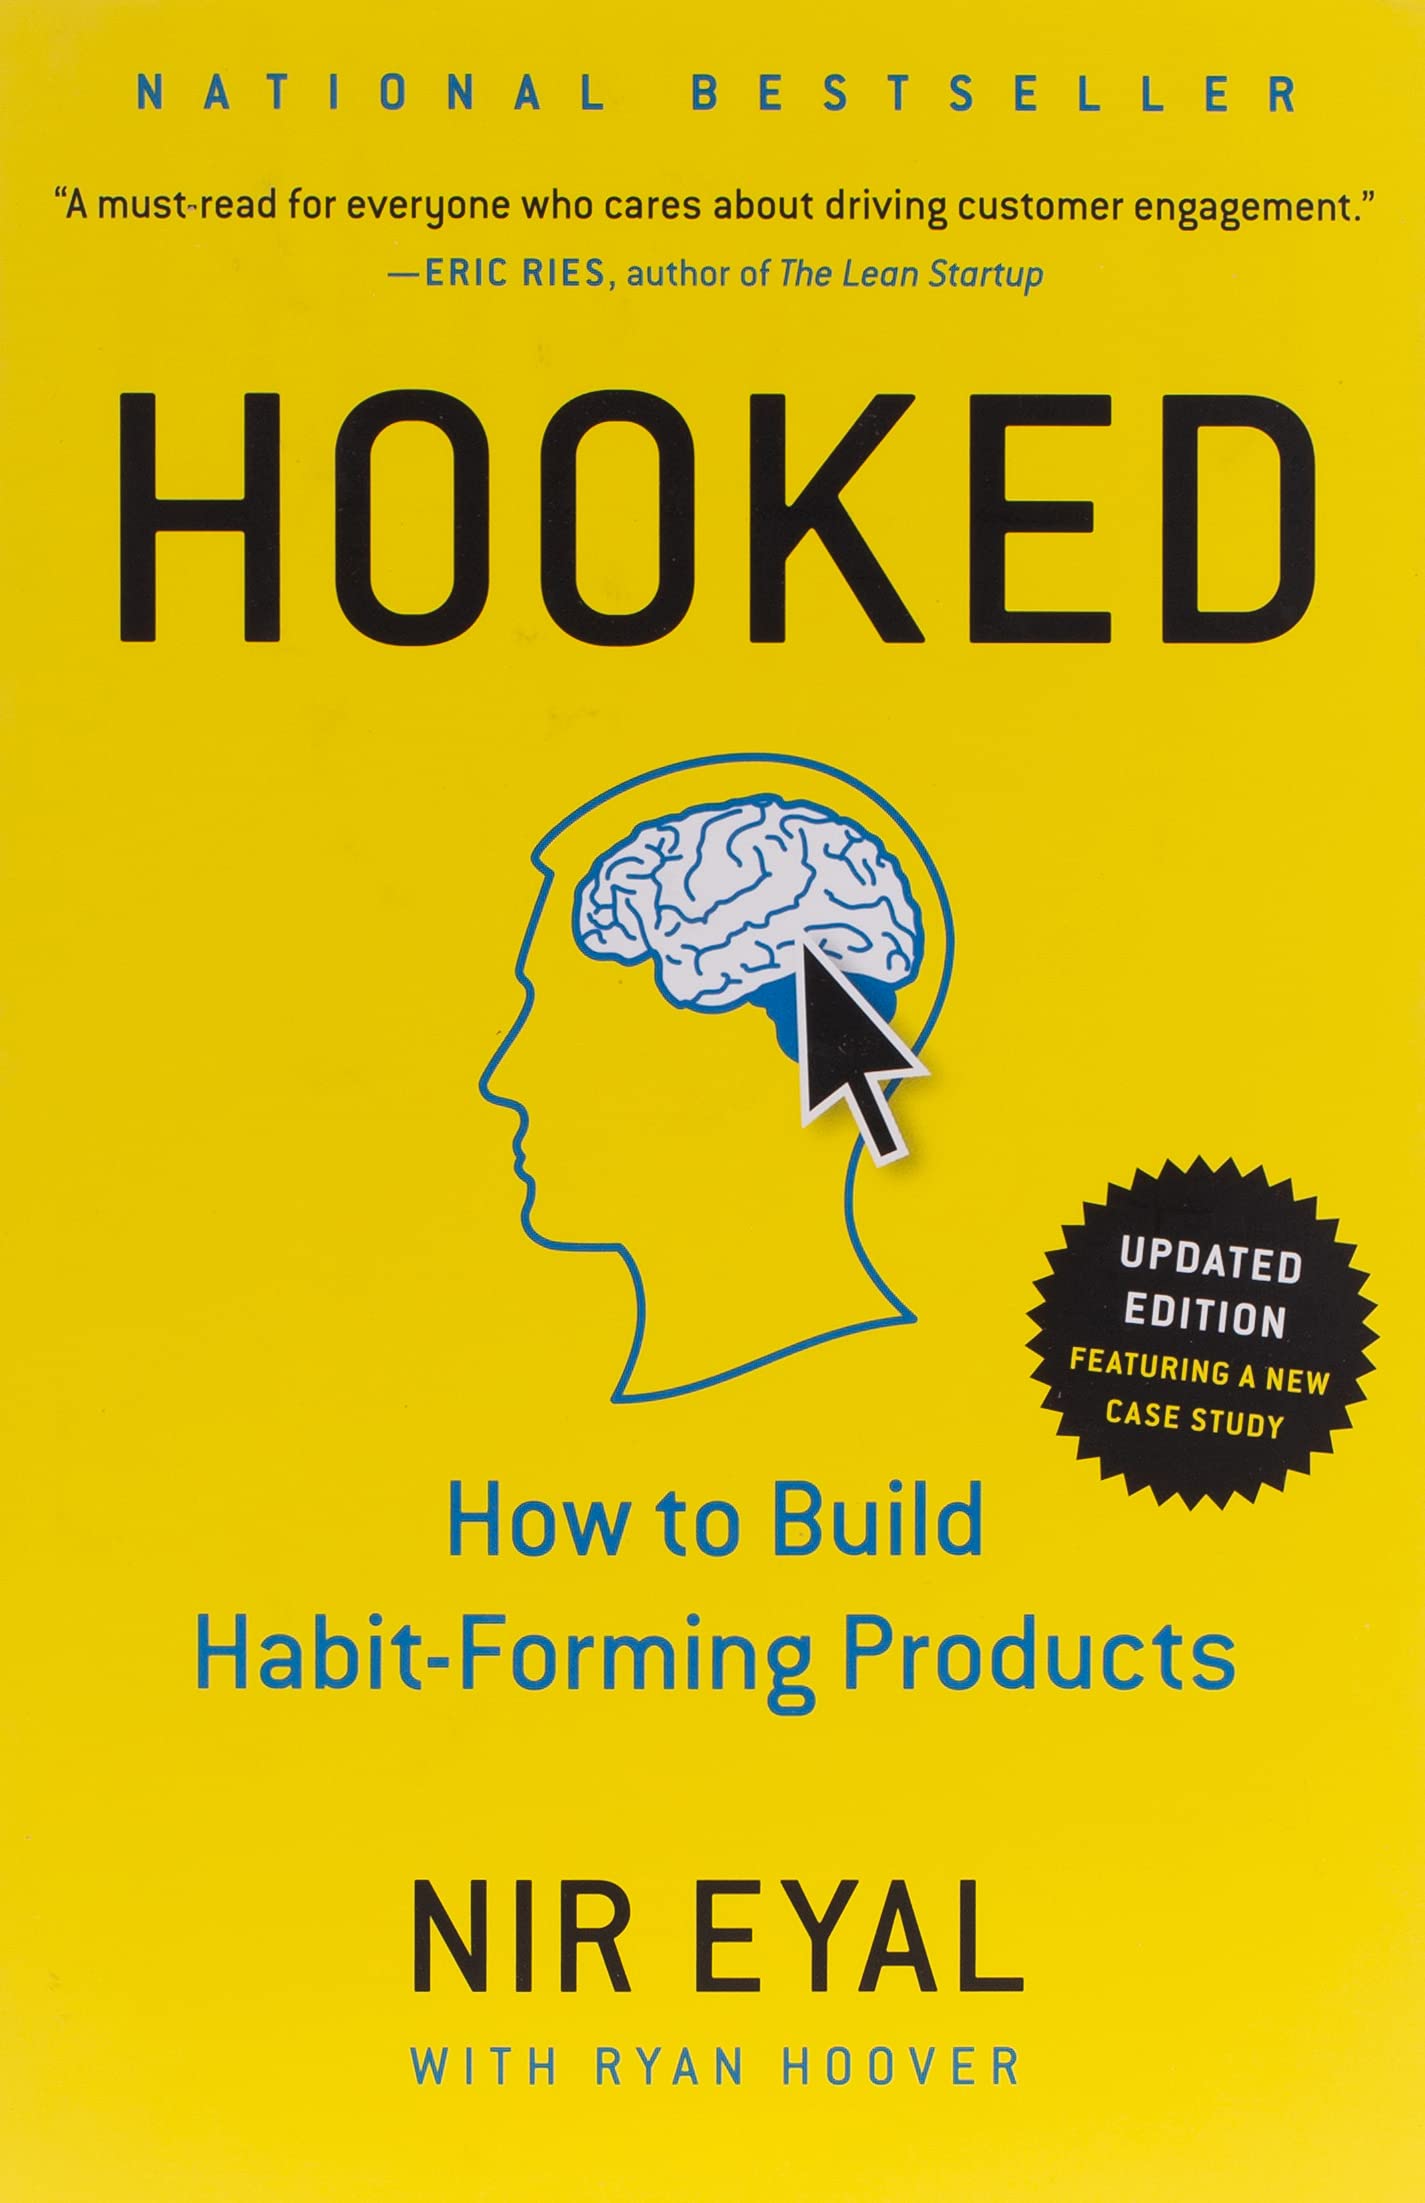 NATIONAL BESTSELLER
“A must-read for everyone who cares about driving customer engagement.”
—ERIC RIES, author of The Lean Startup
HOOKED
UPDATED
EDITION
FEATURING A NEW
CASE STUDY
How to Build
Habit-Forming Products
NIR EYAL
WITH RYAN HOOVER